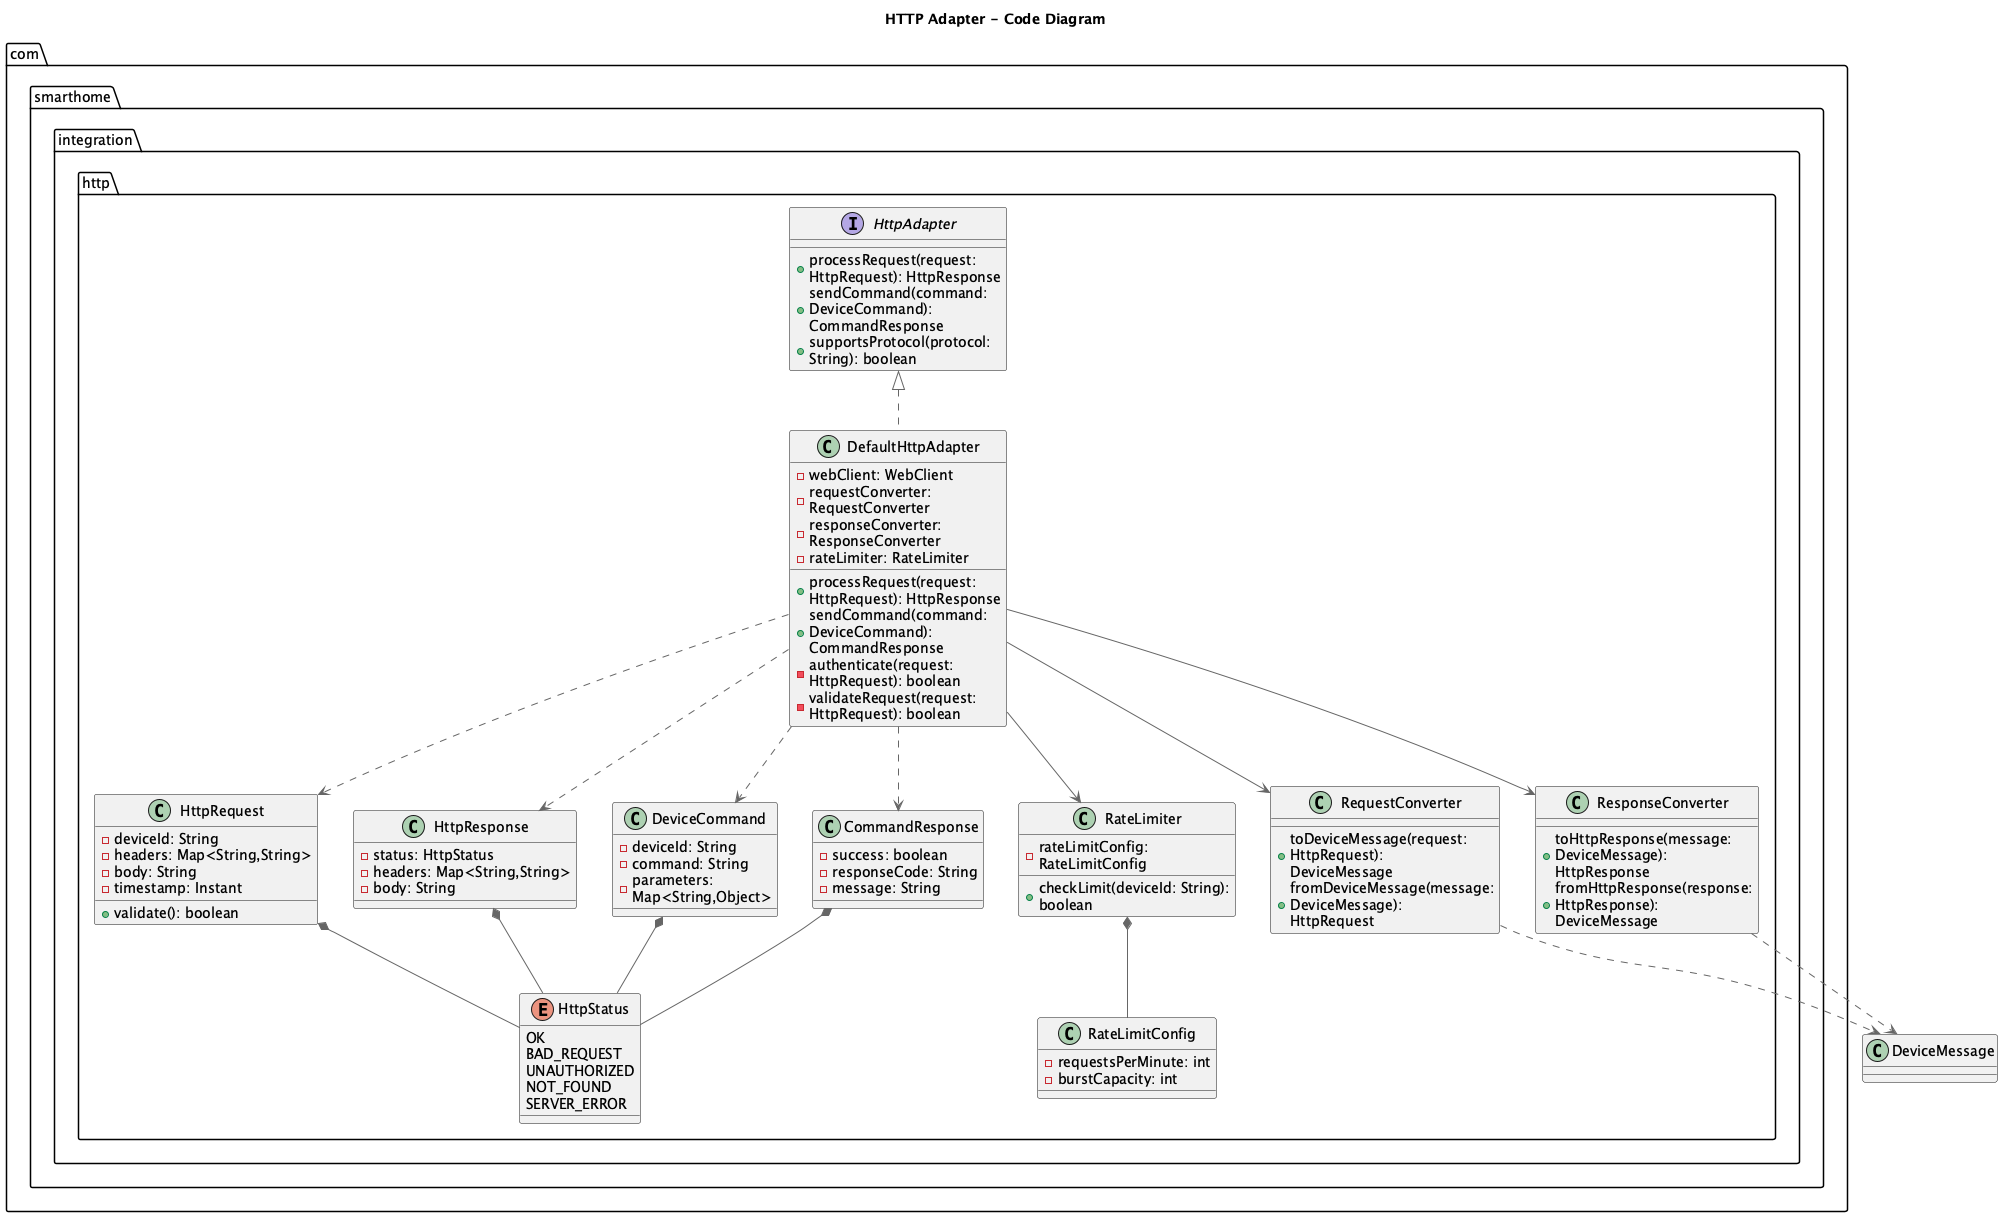 HTTP Adapter - Code Diagram
com
smarthome
integration
http
I HttpAdapter
processRequest(request:
HttpRequest): HttpResponse
sendCommand(command:
DeviceCommand):
CommandResponse
supportsProtocol(protocol:
String): boolean
C DefaultHttpAdapter
webClient: WebClient
requestConverter:
RequestConverter
responseConverter:
ResponseConverter
rateLimiter: RateLimiter
processRequest(request:
HttpRequest): HttpResponse
sendCommand(command:
DeviceCommand):
CommandResponse
authenticate(request:
HttpRequest): boolean
validateRequest(request:
HttpRequest): boolean
C HttpRequest
deviceId: String
headers: Map<String,String>
body: String
timestamp: Instant
validate(): boolean
C HttpResponse
status: HttpStatus
headers: Map<String,String>
body: String
C DeviceCommand
deviceId: String
command: String
parameters:
Map<String,Object>
C CommandResponse
success: boolean
responseCode: String
message: String
C RateLimiter
rateLimitConfig:
RateLimitConfig
checkLimit(deviceId: String):
boolean
C RequestConverter
toDeviceMessage(request:
HttpRequest):
DeviceMessage
fromDeviceMessage(message:
DeviceMessage):
HttpRequest
C ResponseConverter
toHttpResponse(message:
DeviceMessage):
HttpResponse
fromHttpResponse(response:
HttpResponse):
DeviceMessage
E HttpStatus
OK
BAD_REQUEST
UNAUTHORIZED
NOT_FOUND
SERVER_ERROR
C RateLimitConfig
requestsPerMinute: int
burstCapacity: int
C DeviceMessage